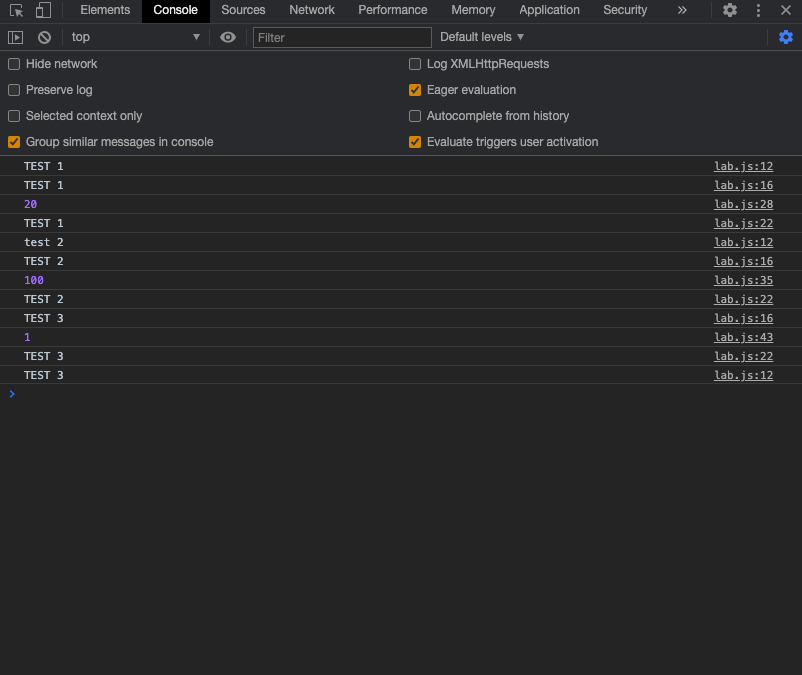 Elements Console Sources Network Performance Memory Application Security »
top Filter Default levels
Hide network Log XMLHttpRequests
Preserve log Eager evaluation
Selected context only Autocomplete from history
Group similar messages in console Evaluate triggers user activation
TEST 1 lab.js:12
TEST 1 lab.js:16
20 lab.js:28
TEST 1 lab.js:22
test 2 lab.js:12
TEST 2 lab.js:16
100 lab.js:35
TEST 2 lab.js:22
TEST 3 lab.js:16
1 lab.js:43
TEST 3 lab.js:22
TEST 3 lab.js:12